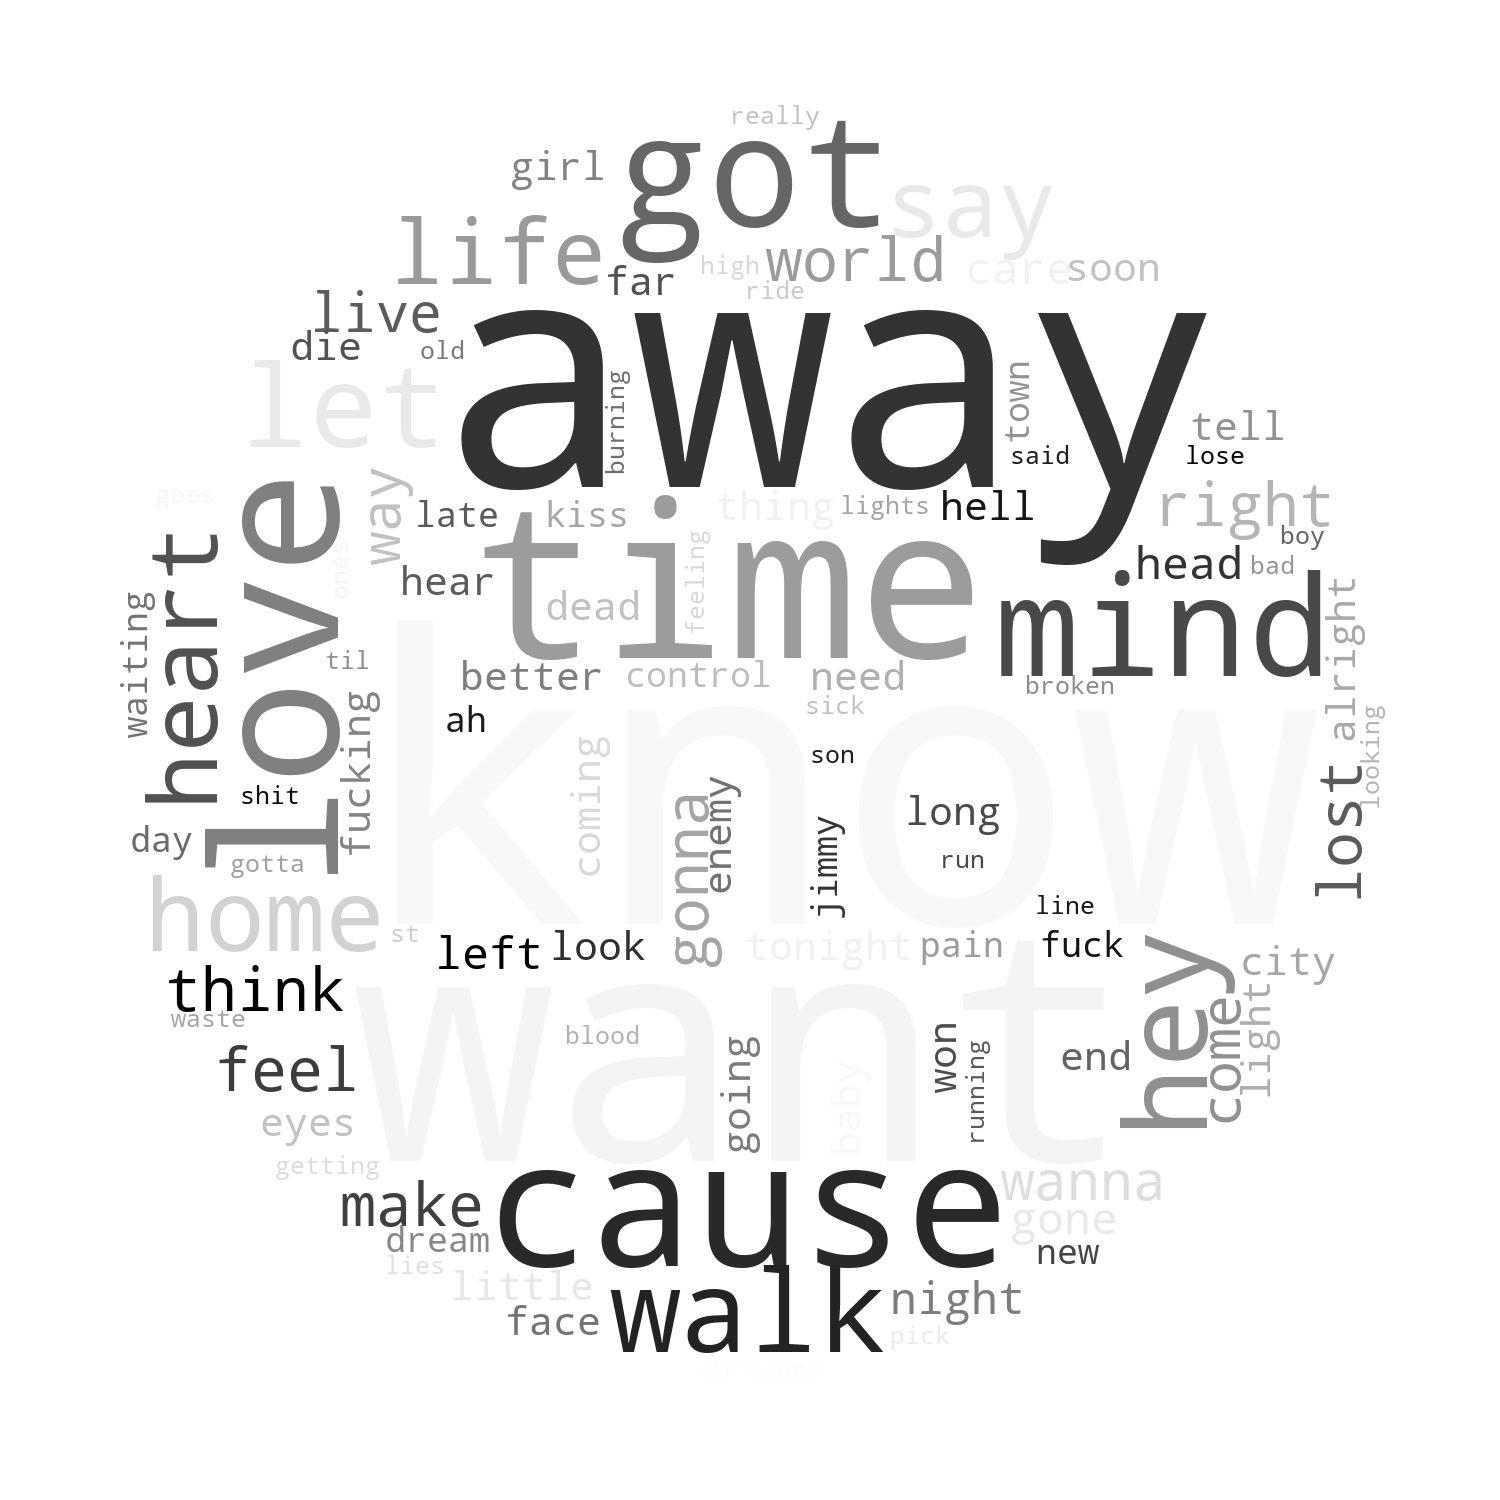 really
got
girl
say
life
world
high
far
care
soon
ride
live
away
die
old
let
town
burning
tell
said
lose
love
way
goes
time
right
late
kiss
thing
lights
hell
heart
feeling
boy
ones
head
bad
mind
hear
dead
waiting
alright
know
til
better
control
need
broken
fucking
sick
looking
ah
coming
son
enemy
lost
shit
gonna
jimmy
long
day
gotta
run
home
line
st
left
look
want
tonight
pain
fuck
hey
city
think
come
light
waste
feel
blood
going
won
running
end
baby
eyes
getting
cause
wanna
make
gone
dream
new
lies
little
walk
night
face
pick
dreams